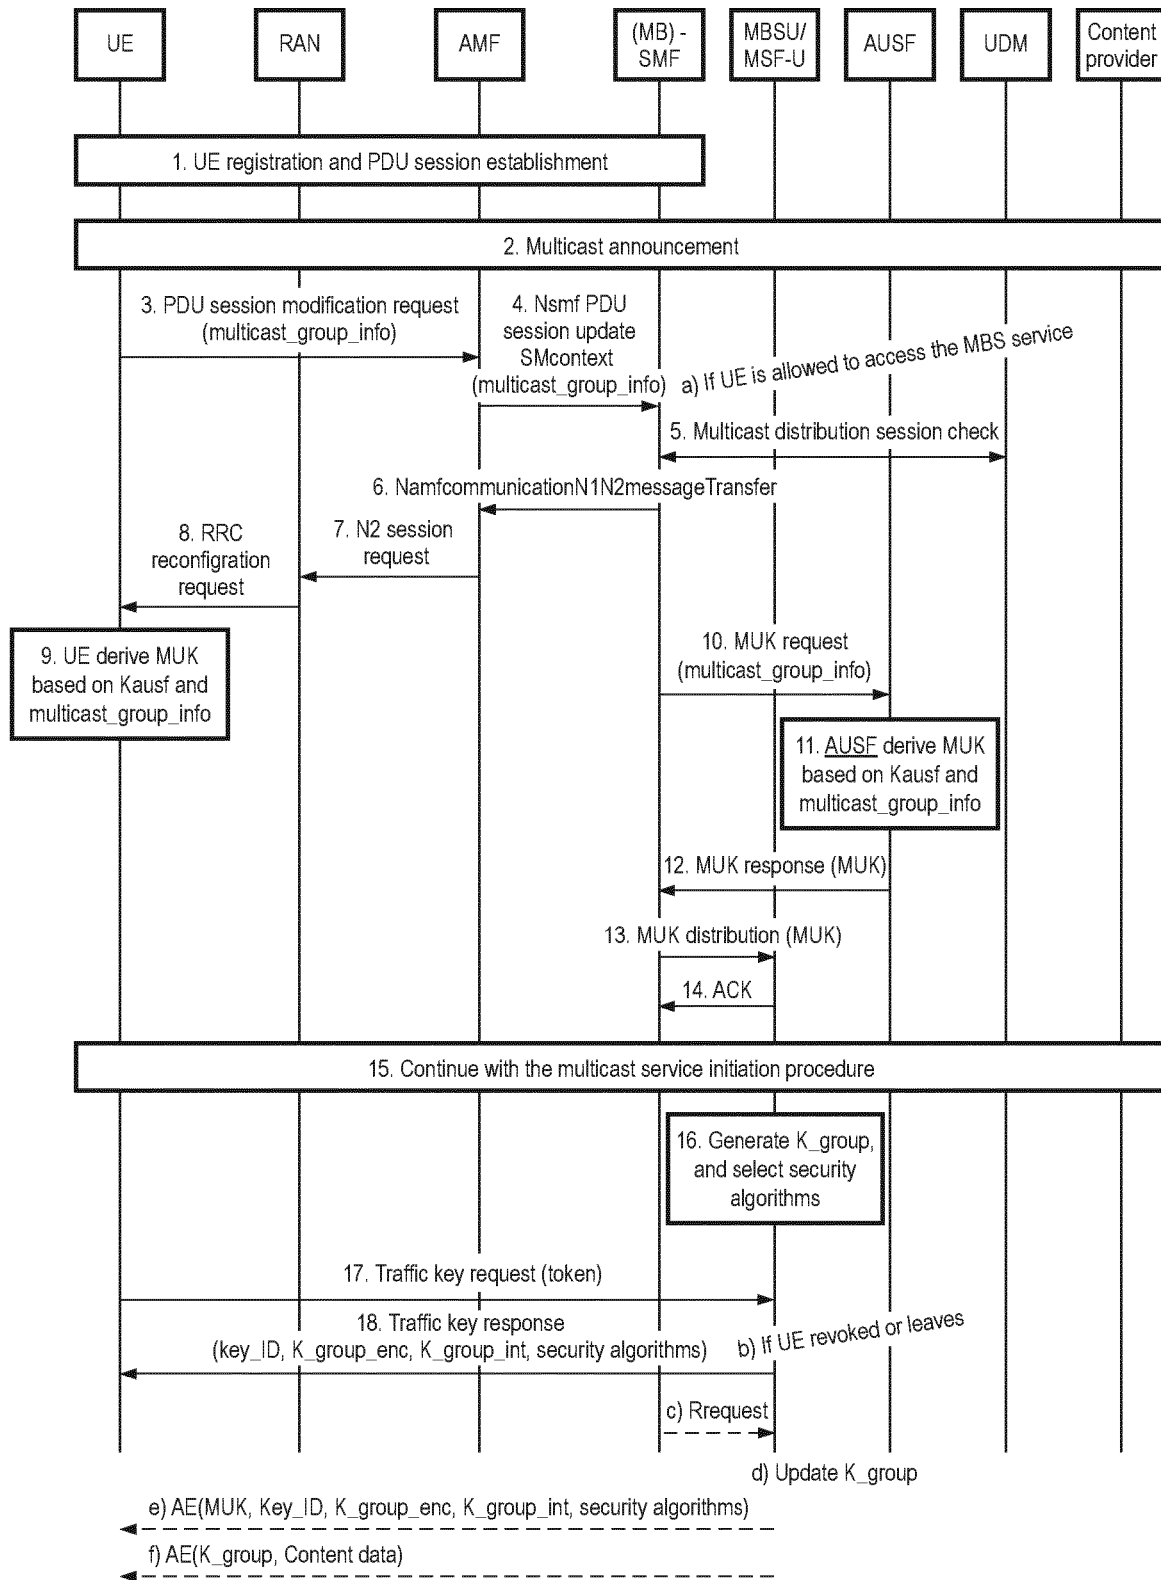 UE
RAN
AMF
(MB) -
SMF
MBSU/
MSF-U
AUSF
UDM
Content
provider
1. UE registration and PDU session establishment
2. Multicast announcement
3. PDU session modification request
(multicast_group_info)
4. Nsmf PDU
session update
SMcontext
(multicast_group_info)
a) If UE is allowed to access the MBS service
5. Multicast distribution session check
6. NamfcommunicationN1N2messageTransfer
7. N2 session
request
8. RRC
reconfigration
request
9. UE derive MUK
based on Kausf and
multicast_group_info
10. MUK request
(multicast_group_info)
11. AUSF derive MUK
based on Kausf and
multicast_group_info
12. MUK response (MUK)
13. MUK distribution (MUK)
14. ACK
15. Continue with the multicast service initiation procedure
16. Generate K_group,
and select security
algorithms
17. Traffic key request (token)
18. Traffic key response
(key_ID, K_group_enc, K_group_int, security algorithms)
b) If UE revoked or leaves
c) Rrequest
d) Update K_group
e) AE(MUK, Key_ID, K_group_enc, K_group_int, security algorithms)
f) AE(K_group, Content data)